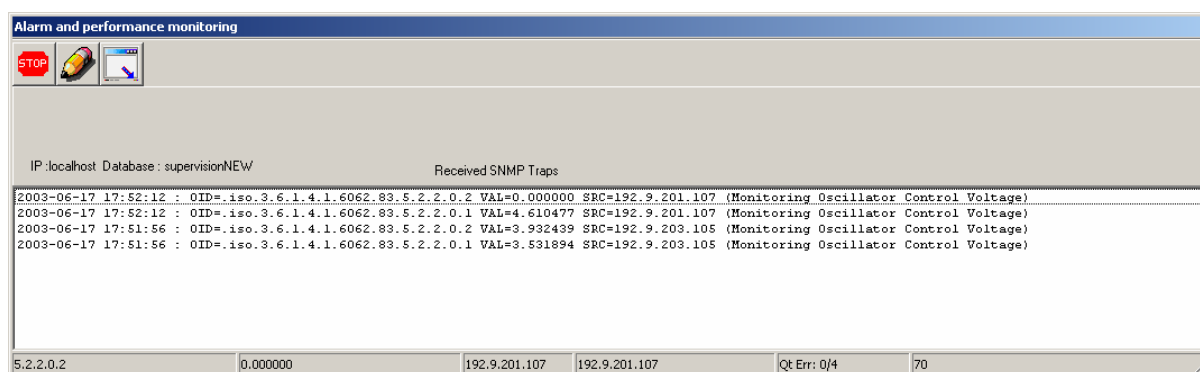 Alarm and performance monitoring
STOP
IP :localhost Database : supervisionNEW
Received SNMP Traps
2003-06-17 17:52:12 : OID=.iso.3.6.1.4.1.6062.83.5.2.2.0.2 VAL=0.000000 SRC=192.9.201.107 (Monitoring Oscillator Control Voltage)
2003-06-17 17:52:12 : OID=.iso.3.6.1.4.1.6062.83.5.2.2.0.1 VAL=4.610477 SRC=192.9.201.107 (Monitoring Oscillator Control Voltage)
2003-06-17 17:51:56 : OID=.iso.3.6.1.4.1.6062.83.5.2.2.0.2 VAL=3.932439 SRC=192.9.203.105 (Monitoring Oscillator Control Voltage)
2003-06-17 17:51:56 : OID=.iso.3.6.1.4.1.6062.83.5.2.2.0.1 VAL=3.531894 SRC=192.9.203.105 (Monitoring Oscillator Control Voltage)
5.2.2.0.2 0.000000 192.9.201.107 192.9.201.107 Qt Err: 0/4 70